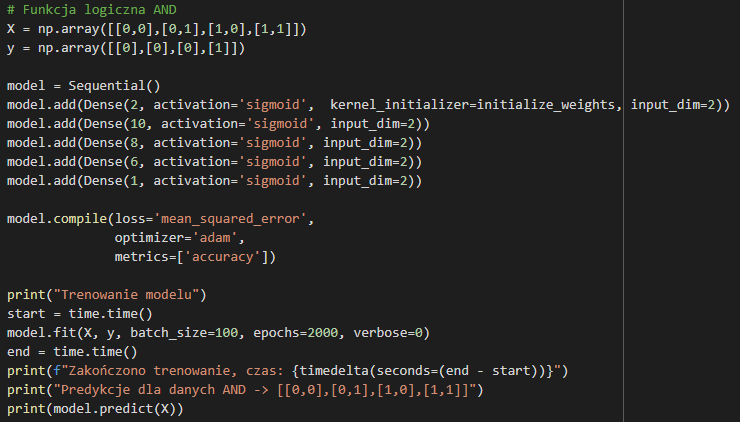 # Funkcja logiczna AND
X = np.array([[0,0],[0,1],[1,0],[1,1]])
y = np.array([[0],[0],[0],[1]])
model = Sequential()
model.add(Dense(2, activation='sigmoid',  kernel_initializer=initialize_weights, input_dim=2))
model.add(Dense(10, activation='sigmoid', input_dim=2))
model.add(Dense(8, activation='sigmoid', input_dim=2))
model.add(Dense(6, activation='sigmoid', input_dim=2))
model.add(Dense(1, activation='sigmoid', input_dim=2))
model.compile(loss='mean_squared_error',
              optimizer='adam',
              metrics=['accuracy'])
print("Trenowanie modelu")
start = time.time()
model.fit(X, y, batch_size=100, epochs=2000, verbose=0)
end = time.time()
print(f"Zakończono trenowanie, czas: {timedelta(seconds=(end - start))}")
print("Predykcje dla danych AND -> [[0,0],[0,1],[1,0],[1,1]]")
print(model.predict(X))